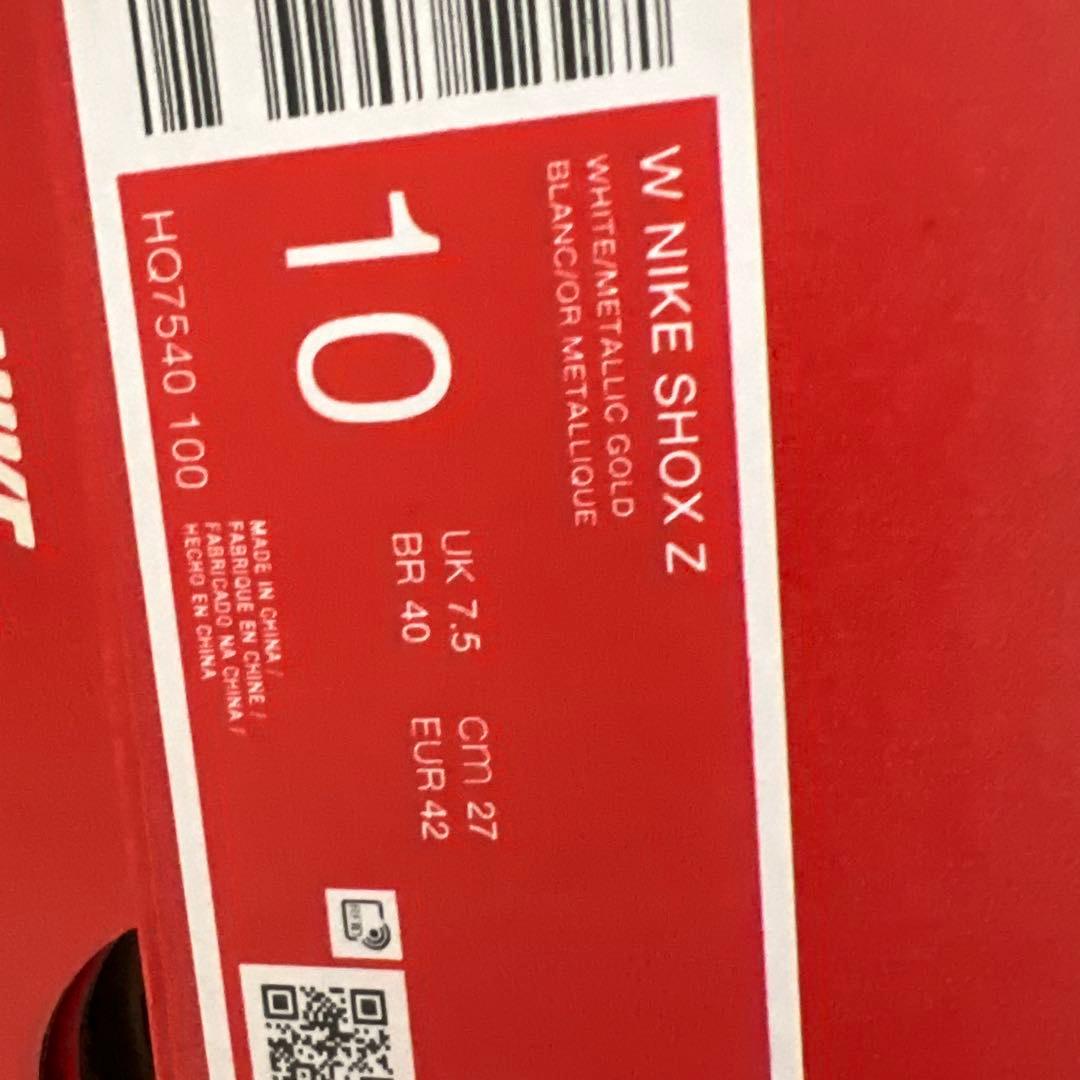 W NIKE SHOX Z
WHITE/METALLIC GOLD
BLANC/OR METALLIQUE
10
UK 7.5 cm 27
BR 40 EUR 42
HQ7540 100
MADE IN CHINA /
FABRIQUE EN CHINE /
FABRICADO NA CHINA /
HECHO EN CHINA